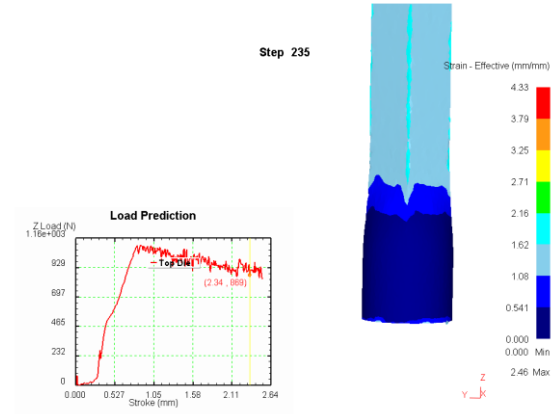 Step 235
Strain - Effective (mm/mm)
4.33
3.79
3.25
2.71
2.16
1.62
1.08
0.541
0.000
0.000 Min
2.46 Max
Load Prediction
Z Load (N)
1.16e+003
929
697
465
232
0
Top Die
(2.34 , 869)
0.000 0.527 1.05 1.58 2.11 2.64
Stroke (mm)
Z
Y X